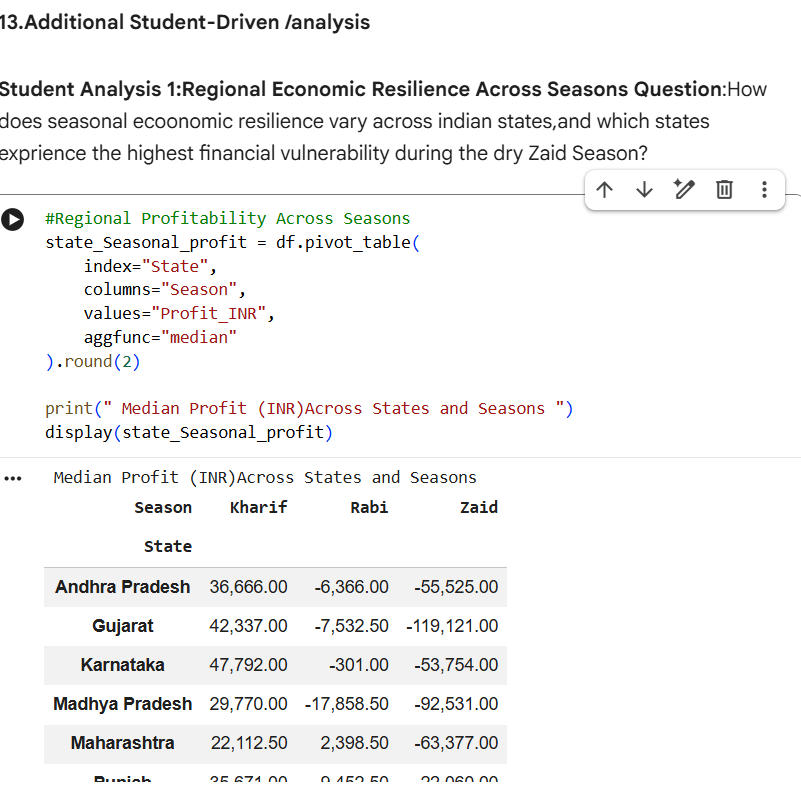 13.Additional Student-Driven /analysis
Student Analysis 1:Regional Economic Resilience Across Seasons Question:How
does seasonal ecoonomic resilience vary across indian states,and which states
exprience the highest financial vulnerability during the dry Zaid Season?
#Regional Profitability Across Seasons
state_Seasonal_profit = df.pivot_table(
    index="State",
    columns="Season",
    values="Profit_INR",
    aggfunc="median"
).round(2)
print(" Median Profit (INR)Across States and Seasons ")
display(state_Seasonal_profit)
Median Profit (INR)Across States and Seasons
Season Kharif Rabi Zaid
State
Andhra Pradesh 36,666.00 -6,366.00 -55,525.00
Gujarat 42,337.00 -7,532.50 -119,121.00
Karnataka 47,792.00 -301.00 -53,754.00
Madhya Pradesh 29,770.00 -17,858.50 -92,531.00
Maharashtra 22,112.50 2,398.50 -63,377.00
Punjab